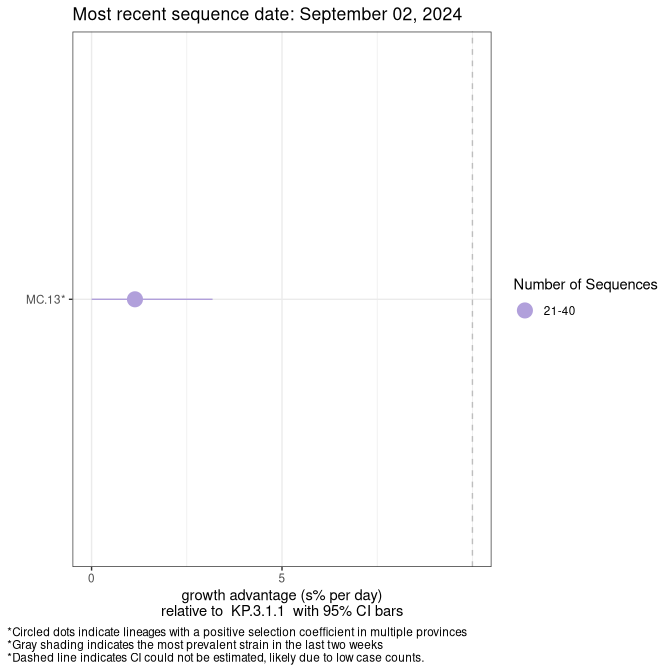 Most recent sequence date: September 02, 2024
MC.13*
Number of Sequences
21-40
0
5
growth advantage (s% per day)
relative to  KP.3.1.1  with 95% CI bars
*Circled dots indicate lineages with a positive selection coefficient in multiple provinces
*Gray shading indicates the most prevalent strain in the last two weeks
*Dashed line indicates CI could not be estimated, likely due to low case counts.